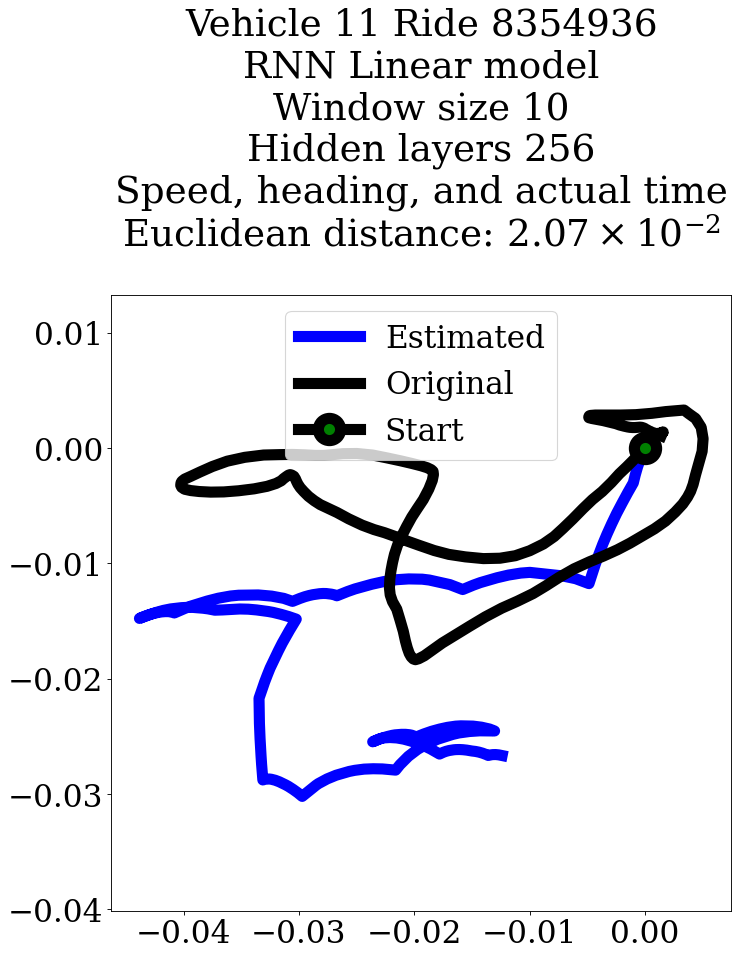 Vehicle 11 Ride 8354936
RNN Linear model
Window size 10
Hidden layers 256
Speed, heading, and actual time
Euclidean distance: 2.07 × 10⁻²
Estimated
Original
Start
0.01
0.00
−0.01
−0.02
−0.03
−0.04
−0.04 −0.03 −0.02 −0.01 0.00